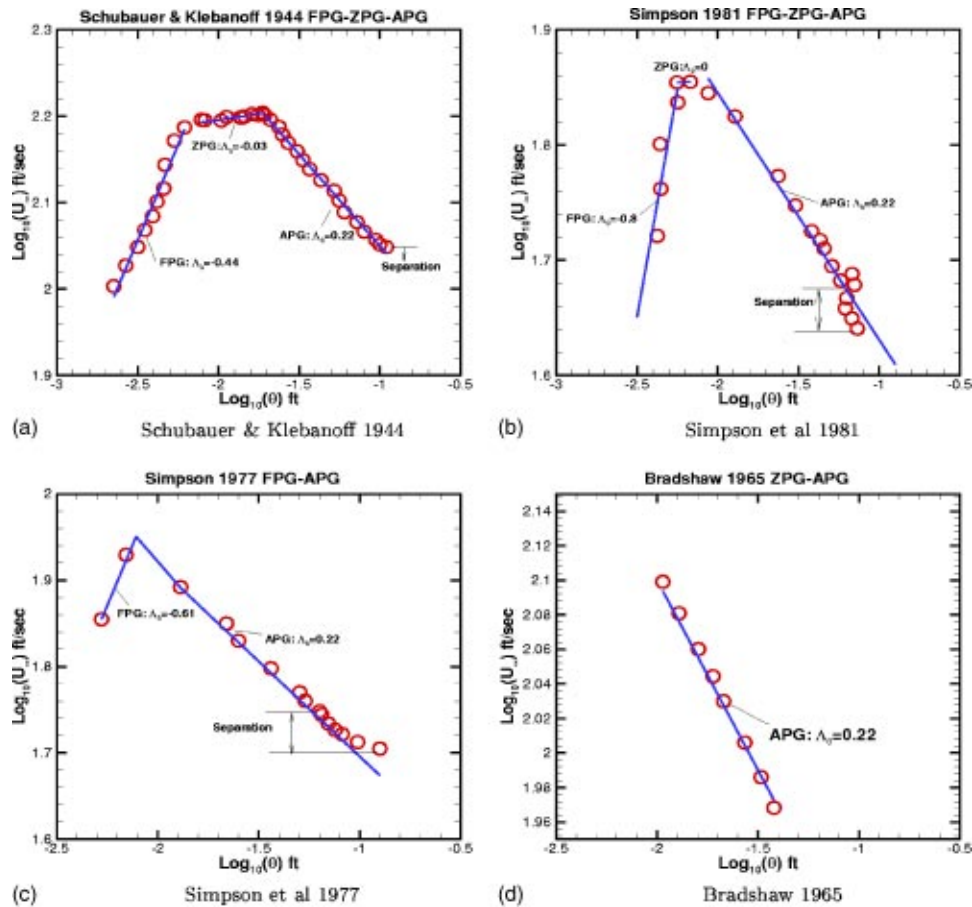 Schubauer & Klebanoff 1944 FPG-ZPG-APG
2.3
2.2
2.1
2
1.9
-3
-2.5
-2
-1.5
-1
-0.5
Log10(U∞) ft/sec
Log10(θ) ft
ZPG:Λθ=-0.03
FPG: Λθ=-0.44
APG: Λθ=0.22
Separation
(a) Schubauer & Klebanoff 1944
Simpson 1981 FPG-ZPG-APG
1.9
1.8
1.7
1.6
-3
-2.5
-2
-1.5
-1
-0.5
Log10(U∞) ft/sec
Log10(θ) ft
ZPG:Λθ=0
FPG:Λθ=-0.8
APG: Λθ=0.22
Separation
(b) Simpson et al 1981
Simpson 1977 FPG-APG
2
1.9
1.8
1.7
1.6
-2.5
-2
-1.5
-1
-0.5
Log10(U∞) ft/sec
Log10(θ) ft
FPG: Λθ=-0.61
APG: Λθ=0.22
Separation
(c) Simpson et al 1977
Bradshaw 1965 ZPG-APG
2.14
2.12
2.1
2.08
2.06
2.04
2.02
2
1.98
1.96
-2.5
-2
-1.5
-1
-0.5
Log10(U∞) ft/sec
Log10(θ) ft
APG: Λθ=0.22
(d) Bradshaw 1965